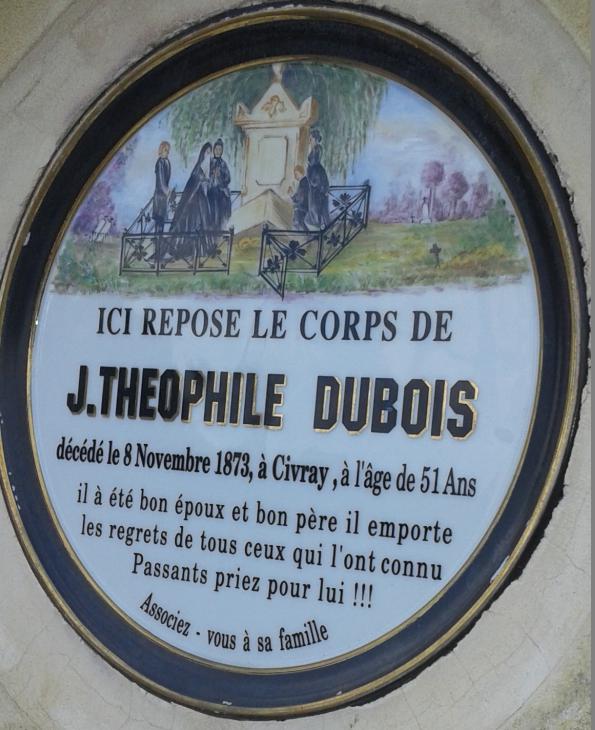 ICI REPOSE LE CORPS DE
J.THEOPHILE DUBOIS
décédé le 8 Novembre 1873, à Civray, à l'âge de 51 Ans
il à été bon époux et bon père il emporte
les regrets de tous ceux qui l'ont connu
Passants priez pour lui !!!
Associez - vous à sa famille